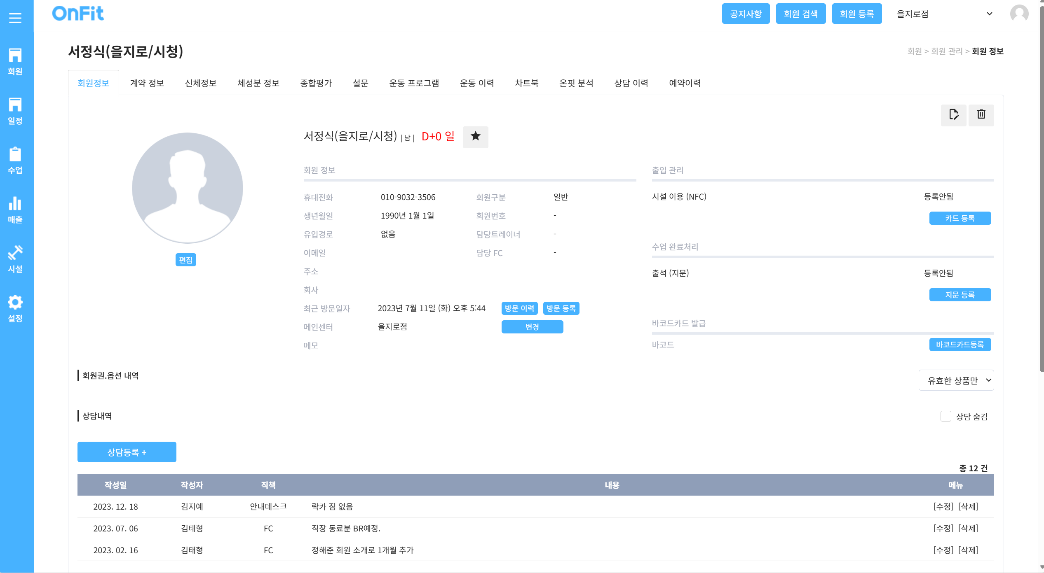 OnFit
공지사항 회원 검색 회원 등록 을지로점
회원
일정
수업
매출
시설
설정
서정식(을지로/시청)
회원 > 회원 관리 > 회원 정보
회원정보 계약 정보 신체정보 체성분 정보 종합평가 설문 운동 프로그램 운동 이력 차트북 온핏 분석 상담 이력 예약이력
서정식(을지로/시청) | 남 | D+0 일
편집
회원 정보
휴대전화 010-9032-3506 회원구분 일반
생년월일 1990년 1월 1일 회원번호 -
유입경로 없음 담당트레이너 -
이메일 담당 FC -
주소
회사
최근 방문일자 2023년 7월 11일 (화) 오후 5:44 방문 이력 방문 등록
메인센터 을지로점 변경
메모
출입 관리
시설 이용 (NFC) 등록안됨
카드 등록
수업 완료처리
출석 (지문) 등록안됨
지문 등록
바코드카드 발급
바코드 바코드카드등록
회원권,옵션 내역
유효한 상품만
상담내역
상담 숨김
상담등록 +
총 12 건
작성일 작성자 직책 내용 메뉴
2023. 12. 18 김지예 안내데스크 락카 짐 없음 [수정] [삭제]
2023. 07. 06 김태형 FC 직장 동료분 BR예정. [수정] [삭제]
2023. 02. 16 김태형 FC 정해준 회원 소개로 1개월 추가 [수정] [삭제]